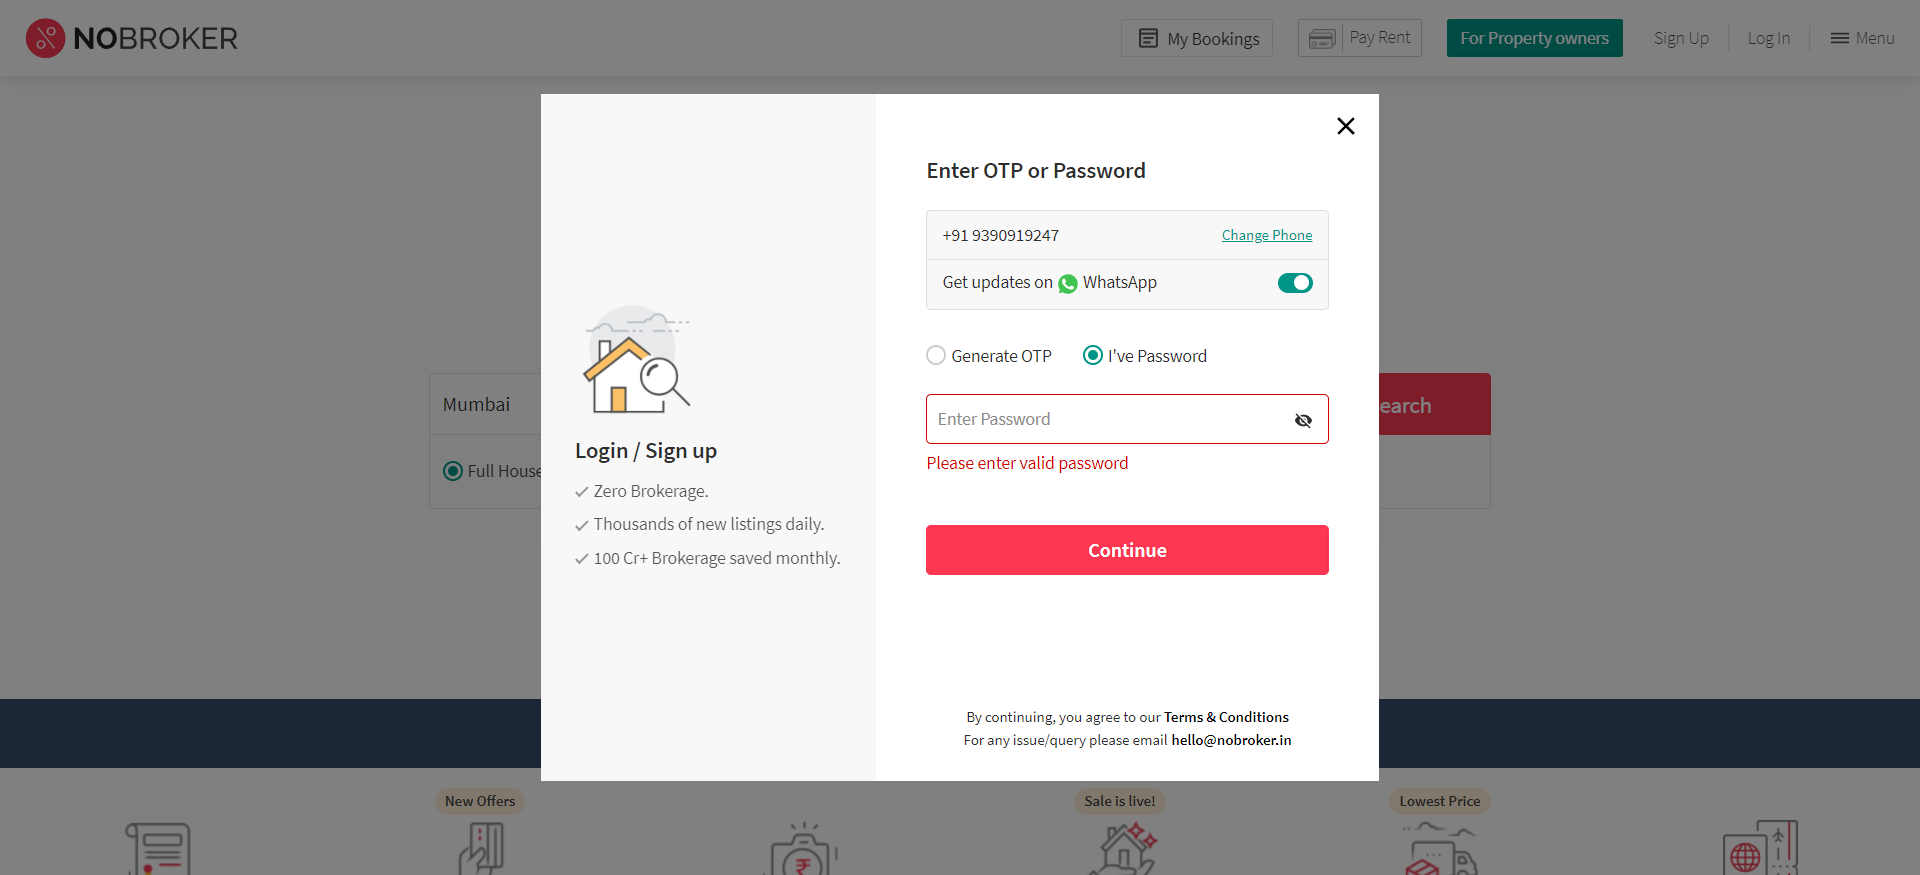 NOBROKER
My Bookings
Pay Rent
For Property owners
Sign Up
Log In
Menu
Enter OTP or Password
+91 9390919247
Change Phone
Get updates on WhatsApp
Generate OTP
I've Password
Enter Password
Please enter valid password
Continue
By continuing, you agree to our Terms & Conditions
For any issue/query please email hello@nobroker.in
Login / Sign up
Zero Brokerage.
Thousands of new listings daily.
100 Cr+ Brokerage saved monthly.
Mumbai
earch
Full House
New Offers
Sale is live!
Lowest Price